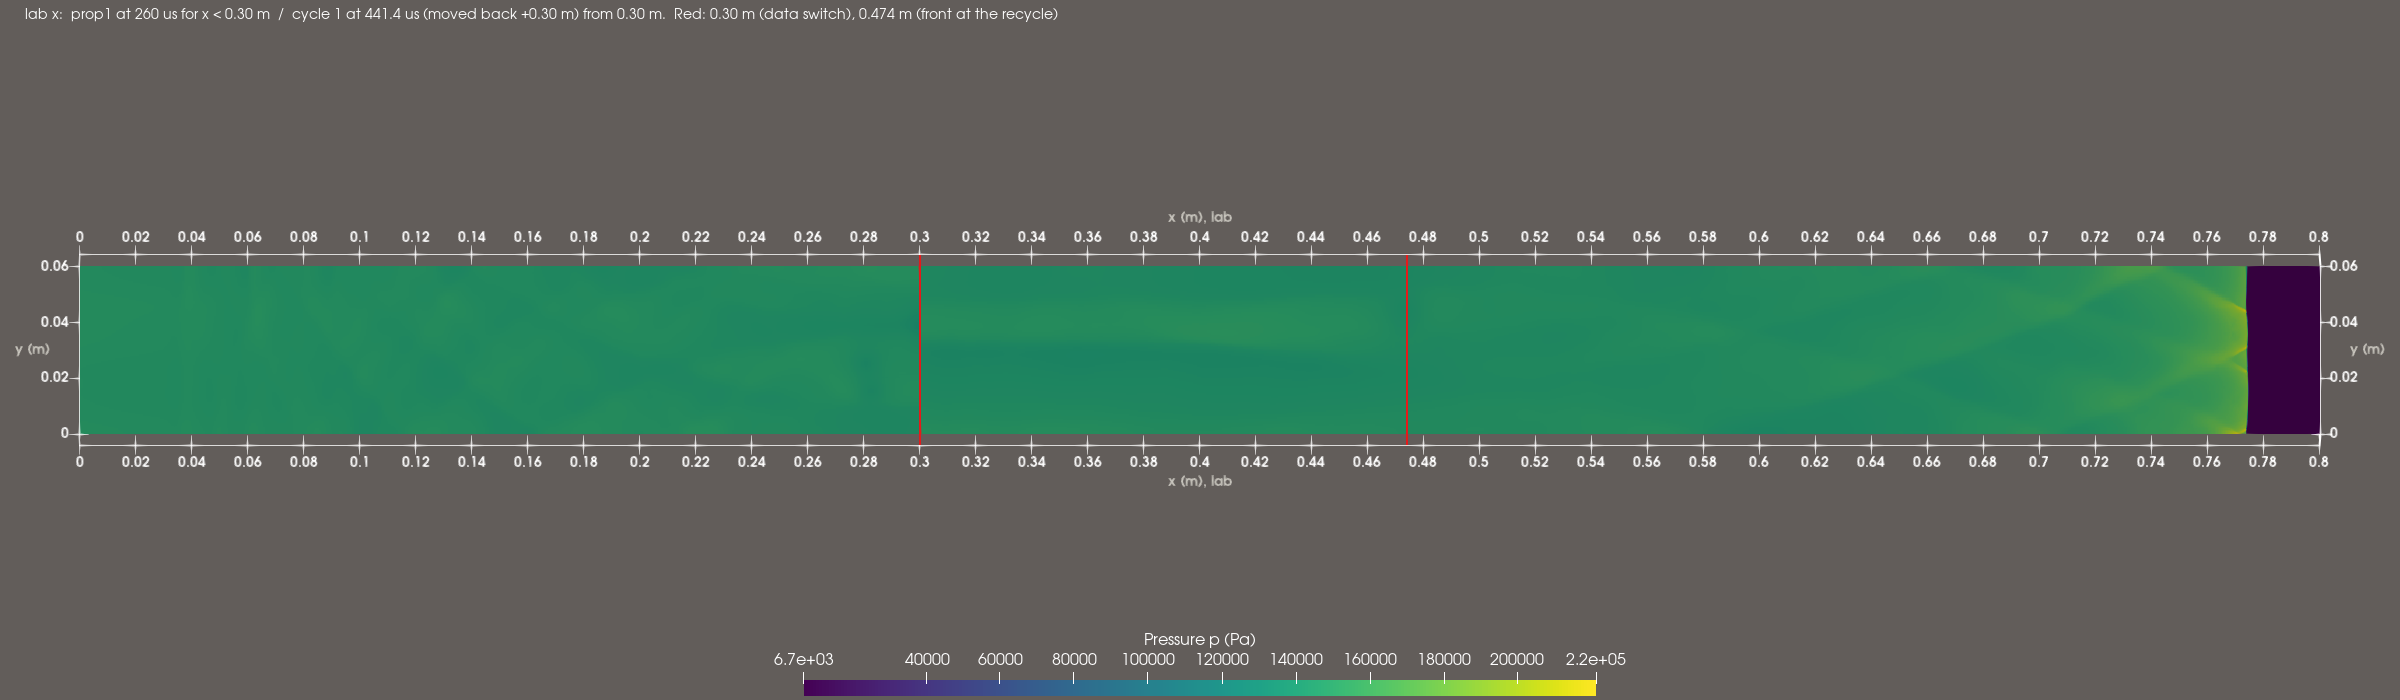 lab x:  prop1 at 260 us for x < 0.30 m  /  cycle 1 at 441.4 us (moved back +0.30 m) from 0.30 m.  Red: 0.30 m (data switch), 0.474 m (front at the recycle)
x (m), lab
0 0.02 0.04 0.06 0.08 0.1 0.12 0.14 0.16 0.18 0.2 0.22 0.24 0.26 0.28 0.3 0.32 0.34 0.36 0.38 0.4 0.42 0.44 0.46 0.48 0.5 0.52 0.54 0.56 0.58 0.6 0.62 0.64 0.66 0.68 0.7 0.72 0.74 0.76 0.78 0.8
0.06 0.06
0.04 0.04
y (m) y (m)
0.02 0.02
0 0
0 0.02 0.04 0.06 0.08 0.1 0.12 0.14 0.16 0.18 0.2 0.22 0.24 0.26 0.28 0.3 0.32 0.34 0.36 0.38 0.4 0.42 0.44 0.46 0.48 0.5 0.52 0.54 0.56 0.58 0.6 0.62 0.64 0.66 0.68 0.7 0.72 0.74 0.76 0.78 0.8
x (m), lab
Pressure p (Pa)
6.7e+03 40000 60000 80000 100000 120000 140000 160000 180000 200000 2.2e+05